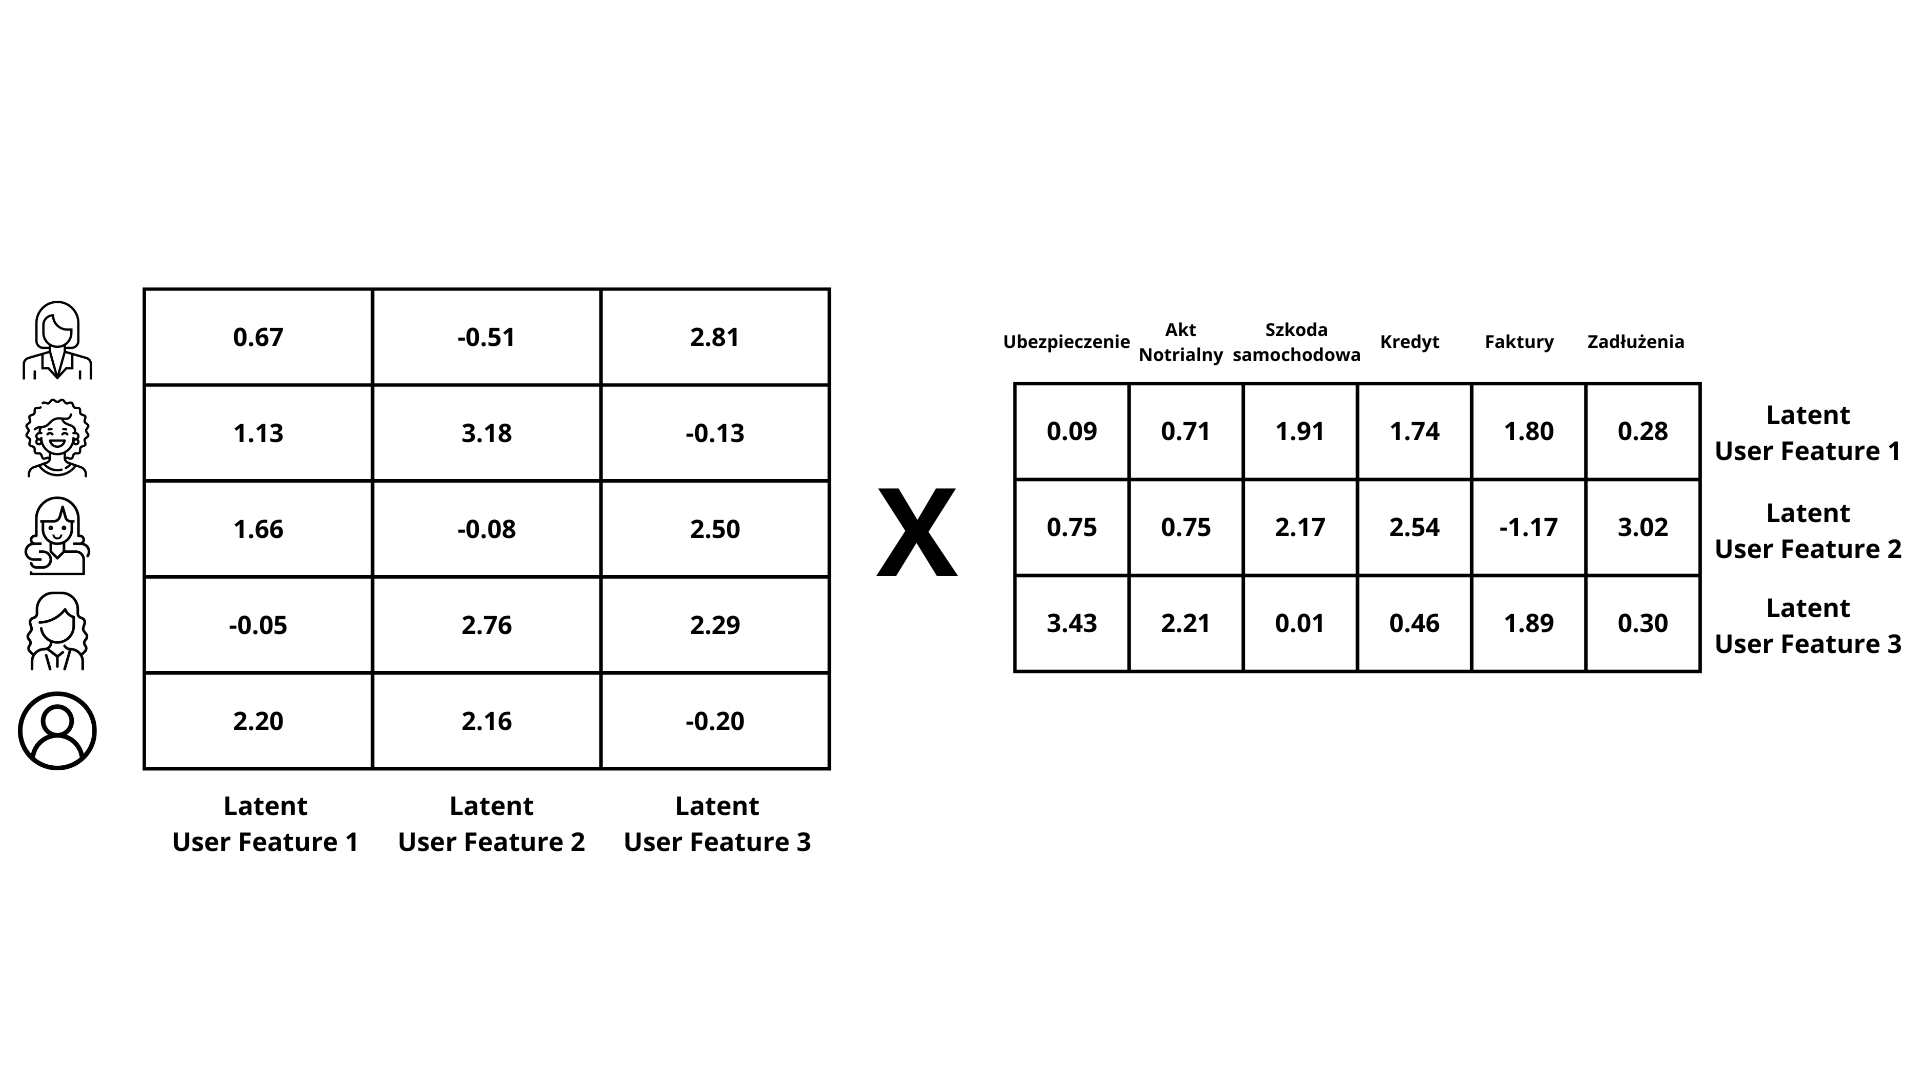 0.67 -0.51 2.81
1.13 3.18 -0.13
1.66 -0.08 2.50
-0.05 2.76 2.29
2.20 2.16 -0.20
Latent
User Feature 1
Latent
User Feature 2
Latent
User Feature 3
X
Ubezpieczenie
Akt
Notrialny
Szkoda
samochodowa
Kredyt
Faktury
Zadłużenia
0.09 0.71 1.91 1.74 1.80 0.28
Latent
User Feature 1
0.75 0.75 2.17 2.54 -1.17 3.02
Latent
User Feature 2
3.43 2.21 0.01 0.46 1.89 0.30
Latent
User Feature 3